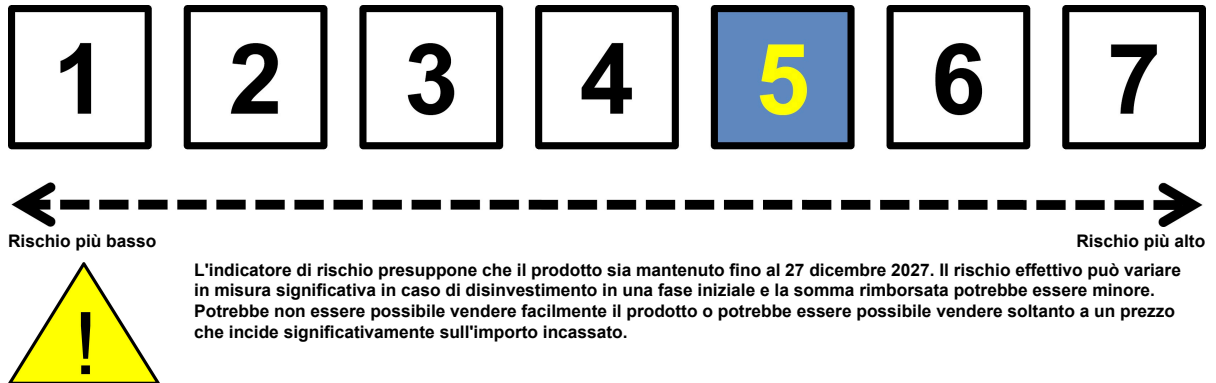 1 2 3 4 5 6 7
Rischio più basso Rischio più alto
L'indicatore di rischio presuppone che il prodotto sia mantenuto fino al 27 dicembre 2027. Il rischio effettivo può variare
in misura significativa in caso di disinvestimento in una fase iniziale e la somma rimborsata potrebbe essere minore.
Potrebbe non essere possibile vendere facilmente il prodotto o potrebbe essere possibile vendere soltanto a un prezzo
che incide significativamente sull'importo incassato.
!